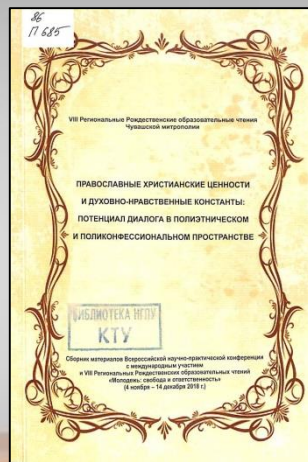 86
П 685
VIII Региональные Рождественские образовательные чтения
Чувашской митрополии
ПРАВОСЛАВНЫЕ ХРИСТИАНСКИЕ ЦЕННОСТИ
И ДУХОВНО-НРАВСТВЕННЫЕ КОНСТАНТЫ:
ПОТЕНЦИАЛ ДИАЛОГА В ПОЛИЭТНИЧЕСКОМ
И ПОЛИКОНФЕССИОНАЛЬНОМ ПРОСТРАНСТВЕ
БИБЛИОТЕКА НГПУ
КТУ
Сборник материалов Всероссийской научно-практической конференции
с международным участием
и VIII Региональных Рождественских образовательных чтений
«Молодежь: свобода и ответственность»
(4 ноября – 14 декабря 2018 г.)